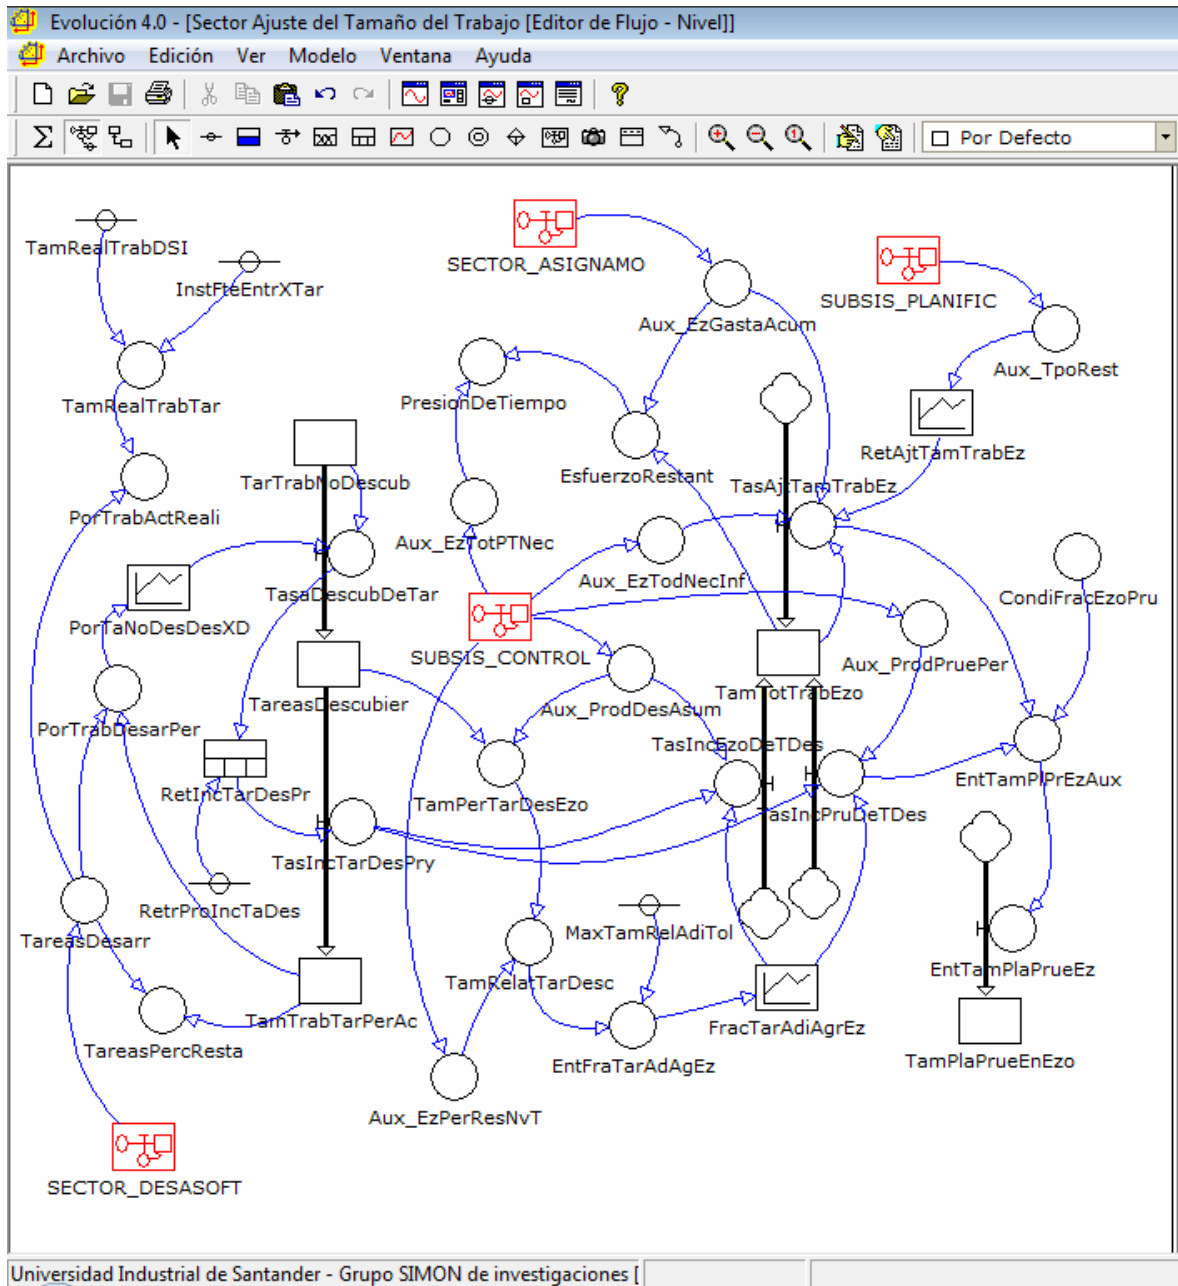 Evolución 4.0 - [Sector Ajuste del Tamaño del Trabajo [Editor de Flujo - Nivel]]
Archivo Edición Ver Modelo Ventana Ayuda
Por Defecto
TamRealTrabDSI
InstFteEntrXTar
SECTOR_ASIGNAMO
SUBSIS_PLANIFIC
Aux_EzGastaAcum
Aux_TpoRest
TamRealTrabTar
PresionDeTiempo
RetAjtTamTrabEz
TarTrabNoDescub
EsfuerzoRestant
TasAjtTamTrabEz
PorTrabActReali
Aux_EzTotPTNec
Aux_EzTodNecInf
TasaDescubDeTar
CondiFracEzoPru
PorTaNoDesDesXD
SUBSIS_CONTROL
Aux_ProdPruePer
TareasDescubier
Aux_ProdDesAsum
TamTotTrabEzo
PorTrabDesarPer
TasIncEzoDeTDes
RetIncTarDesPr
TamPerTarDesEzo
TasIncPruDeTDes
EntTamPlPrEzAux
TasIncTarDesPry
RetrProIncTaDes
MaxTamRelAdiTol
TareasDesarr
TamRelatTarDesc
EntTamPlaPrueEz
TamTrabTarPerAc
FracTarAdiAgrEz
TareasPercResta
EntFraTarAdAgEz
TamPlaPrueEnEzo
Aux_EzPerResNvT
SECTOR_DESASOFT
Universidad Industrial de Santander - Grupo SIMON de investigaciones [